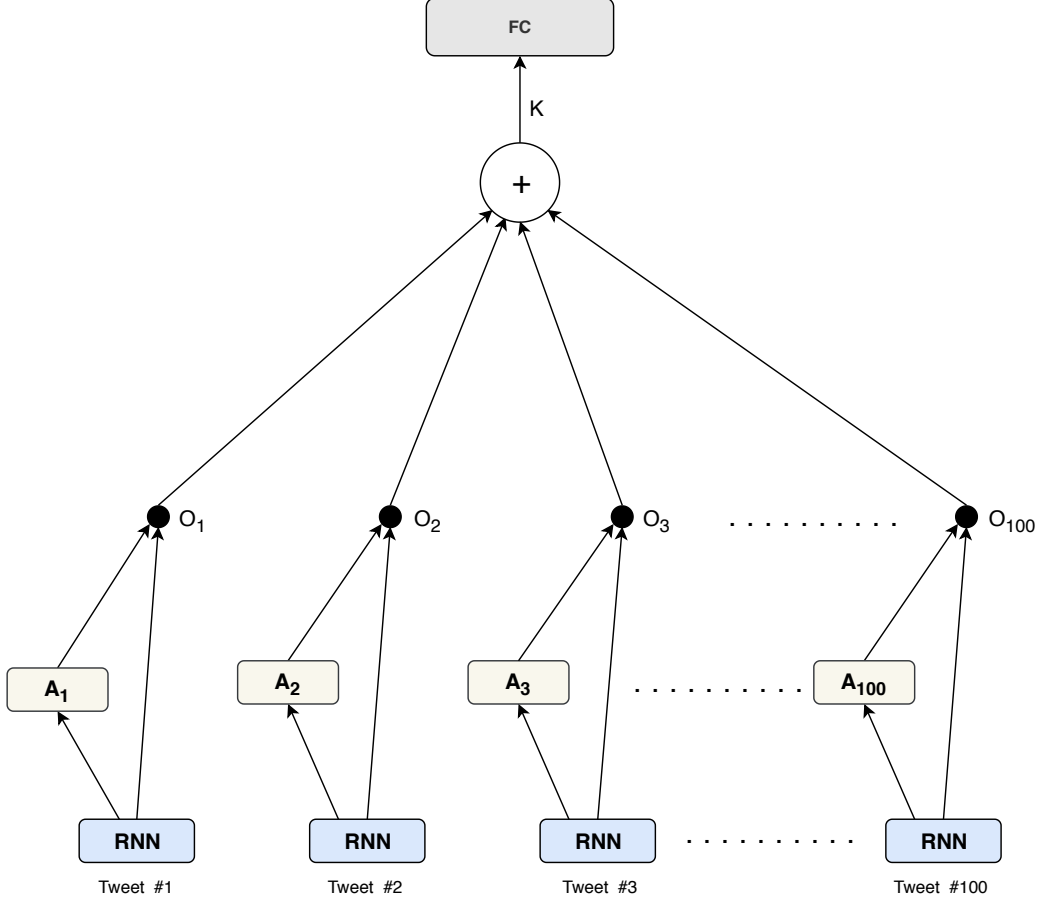 FC
K
+
O1
O2
O3
. . . . . . . . . .
O100
A1
A2
A3
. . . . . . . . . .
A100
RNN
RNN
RNN
. . . . . . . . . .
RNN
Tweet #1
Tweet #2
Tweet #3
Tweet #100